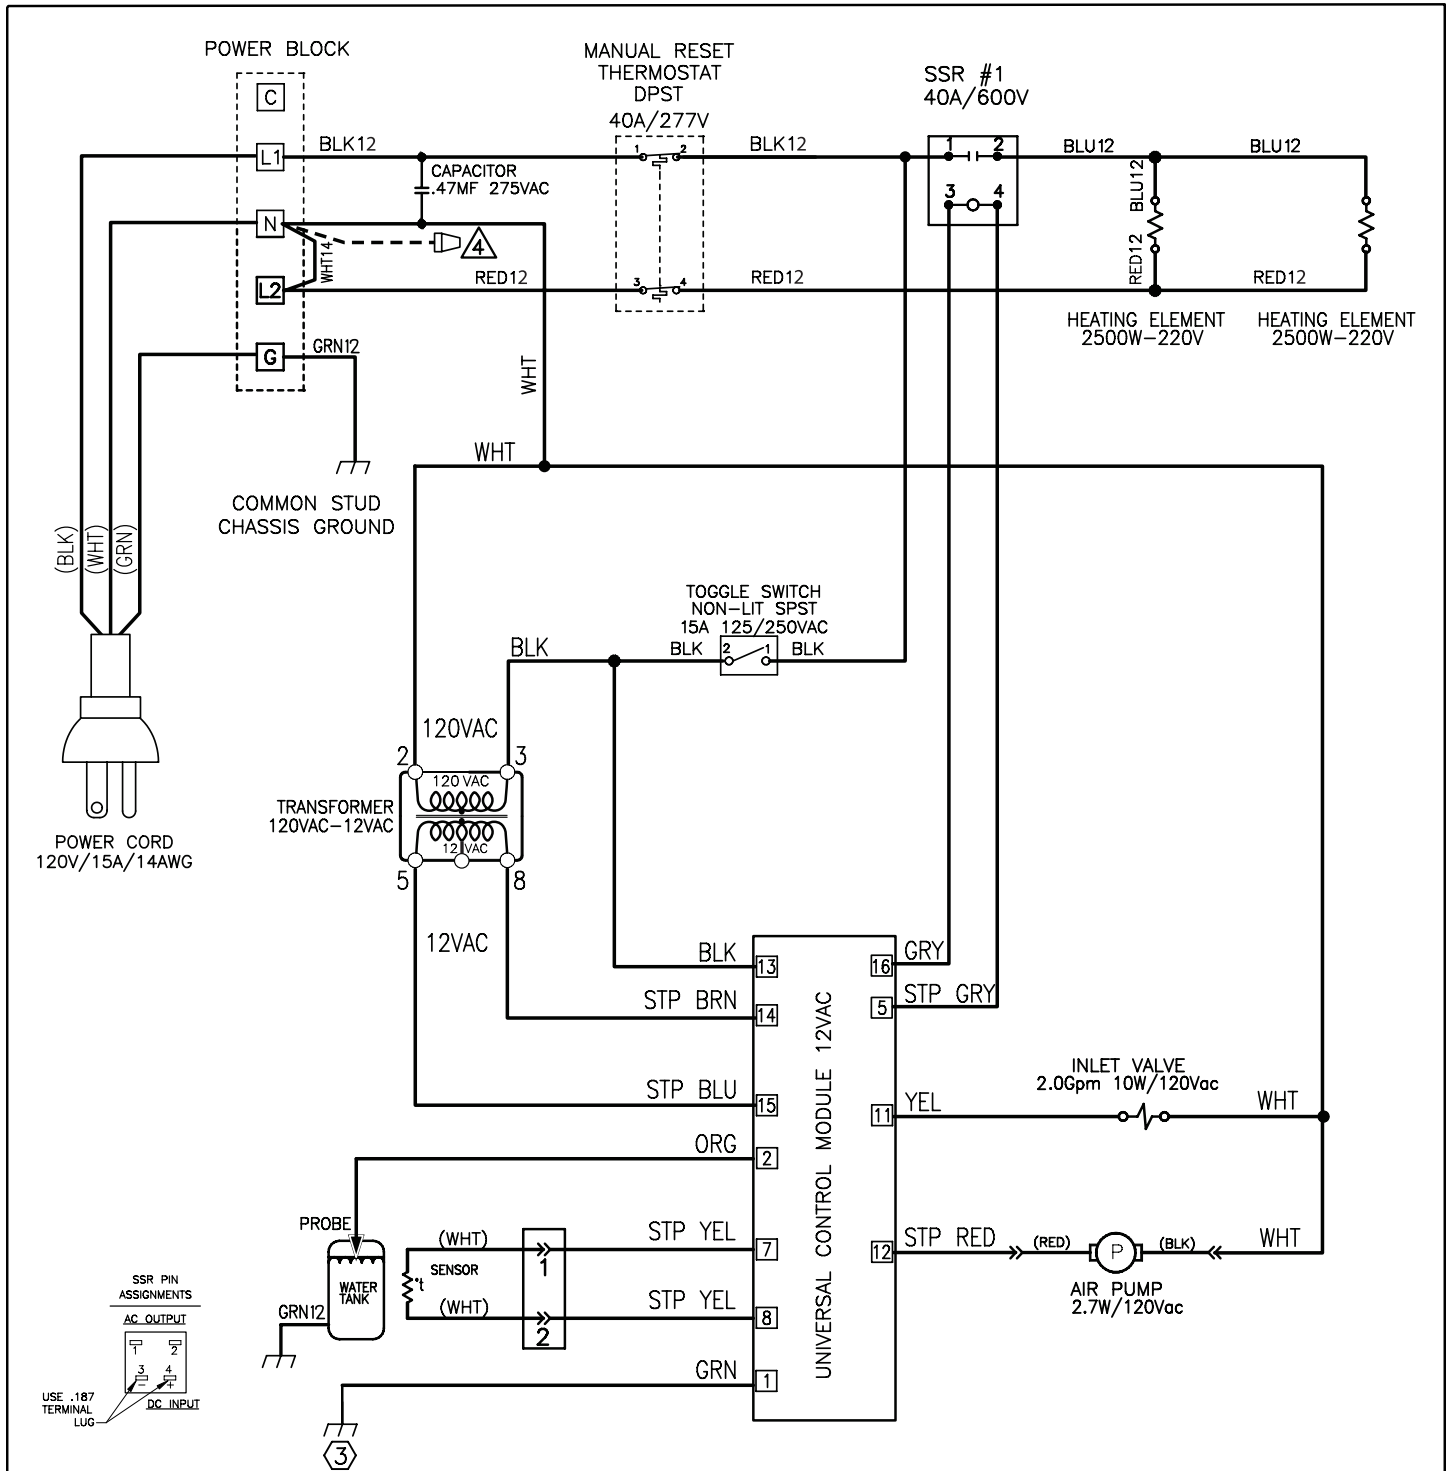 POWER BLOCK
C
L1
N
L2
G
BLK12
CAPACITOR
.47MF 275VAC
4
WHT14
RED12
GRN12
MANUAL RESET
THERMOSTAT
DPST
40A/277V
1
2
3
4
BLK12
RED12
SSR #1
40A/600V
1
2
3
4
BLU12
BLU12
BLU12
RED12
RED12
HEATING ELEMENT
2500W-220V
HEATING ELEMENT
2500W-220V
WHT
WHT
COMMON STUD
CHASSIS GROUND
(BLK)
(WHT)
(GRN)
POWER CORD
120V/15A/14AWG
TOGGLE SWITCH
NON-LIT SPST
15A 125/250VAC
BLK
BLK
2
1
BLK
120VAC
2
3
120 VAC
TRANSFORMER
120VAC-12VAC
12 VAC
5
8
12VAC
BLK
13
STP BRN
14
STP BLU
15
ORG
2
STP YEL
7
STP YEL
8
GRN
1
UNIVERSAL CONTROL MODULE 12VAC
16
GRY
5
STP GRY
11
YEL
INLET VALVE
2.0Gpm 10W/120Vac
WHT
12
STP RED
(RED)
P
(BLK)
WHT
AIR PUMP
2.7W/120Vac
PROBE
WATER
TANK
GRN12
(WHT)
SENSOR
°t
(WHT)
1
2
3
SSR PIN
ASSIGNMENTS
AC OUTPUT
1
2
3
4
-
+
DC INPUT
USE .187
TERMINAL
LUG